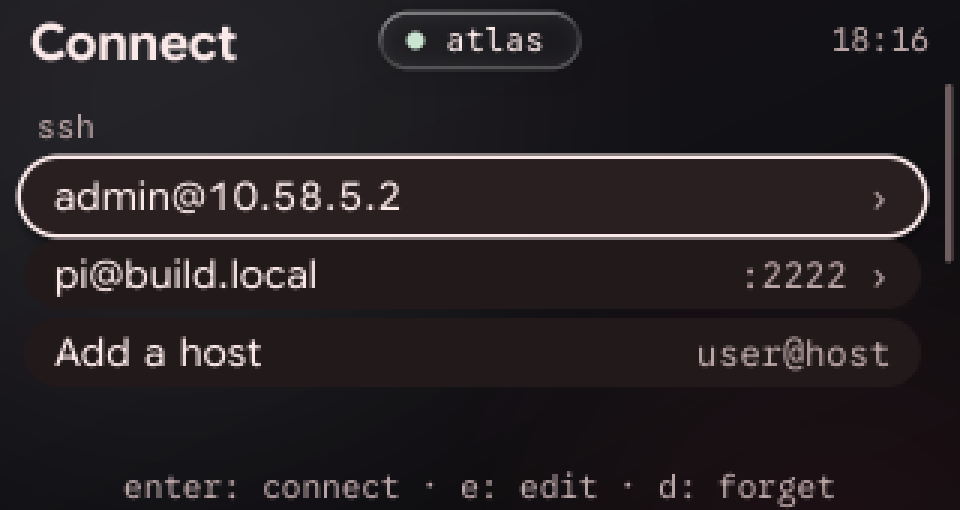 Connect
atlas
18:16
ssh
admin@10.58.5.2 ›
pi@build.local :2222 ›
Add a host user@host
enter: connect · e: edit · d: forget